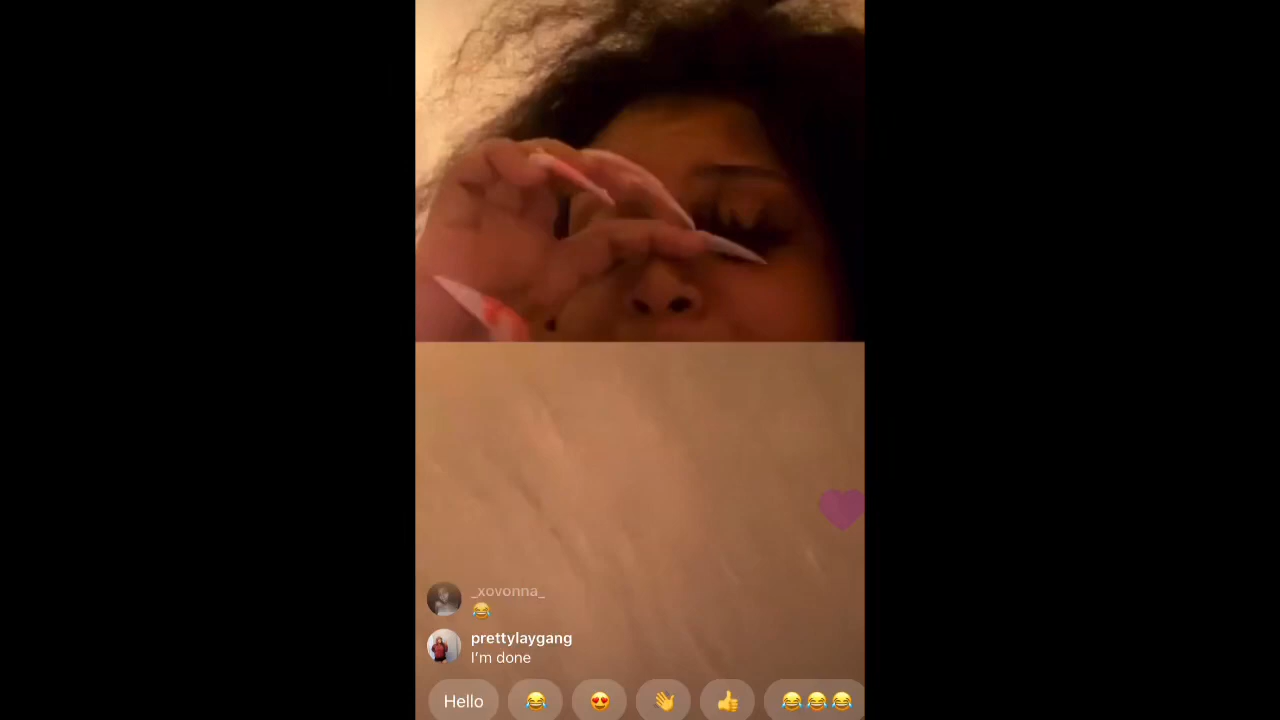 _xovonna_
😂
prettylaygang
I'm done
Hello 😂 😍 👋 👍 😂😂😂